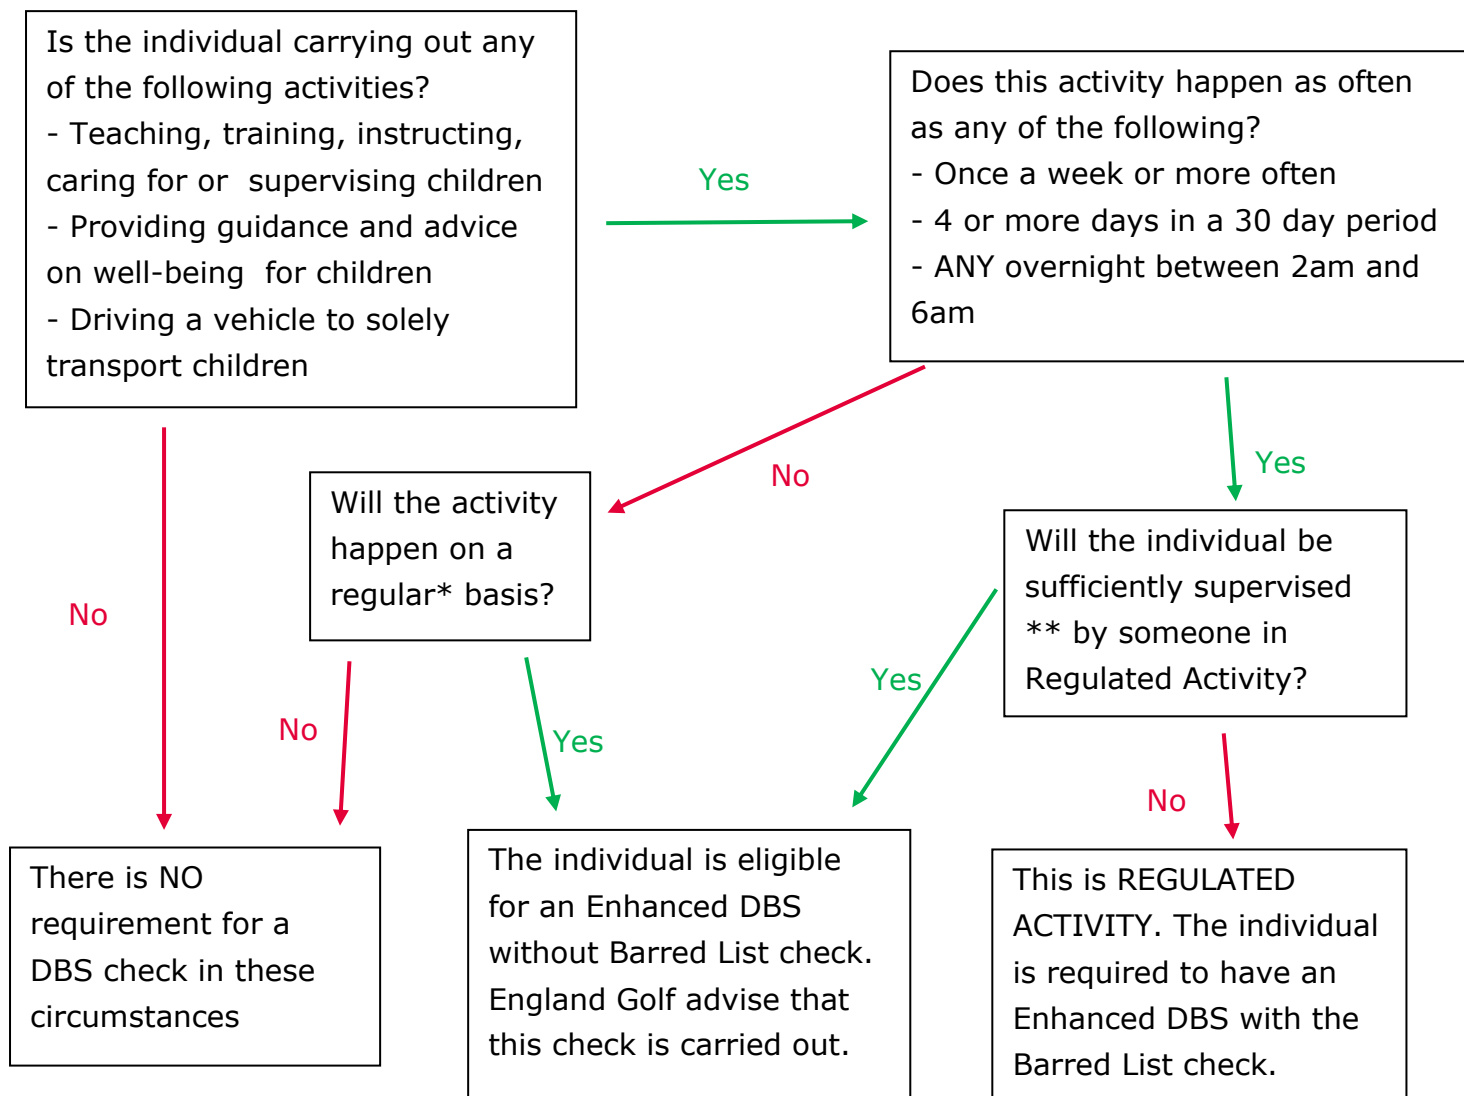 Is the individual carrying out any
of the following activities?
- Teaching, training, instructing,
caring for or  supervising children
- Providing guidance and advice
on well-being  for children
- Driving a vehicle to solely
transport children
Yes
Does this activity happen as often
as any of the following?
- Once a week or more often
- 4 or more days in a 30 day period
- ANY overnight between 2am and
6am
No
Will the activity
happen on a
regular* basis?
No
Yes
Will the individual be
sufficiently supervised
** by someone in
Regulated Activity?
No
Yes
Yes
No
There is NO
requirement for a
DBS check in these
circumstances
The individual is eligible
for an Enhanced DBS
without Barred List check.
England Golf advise that
this check is carried out.
This is REGULATED
ACTIVITY. The individual
is required to have an
Enhanced DBS with the
Barred List check.